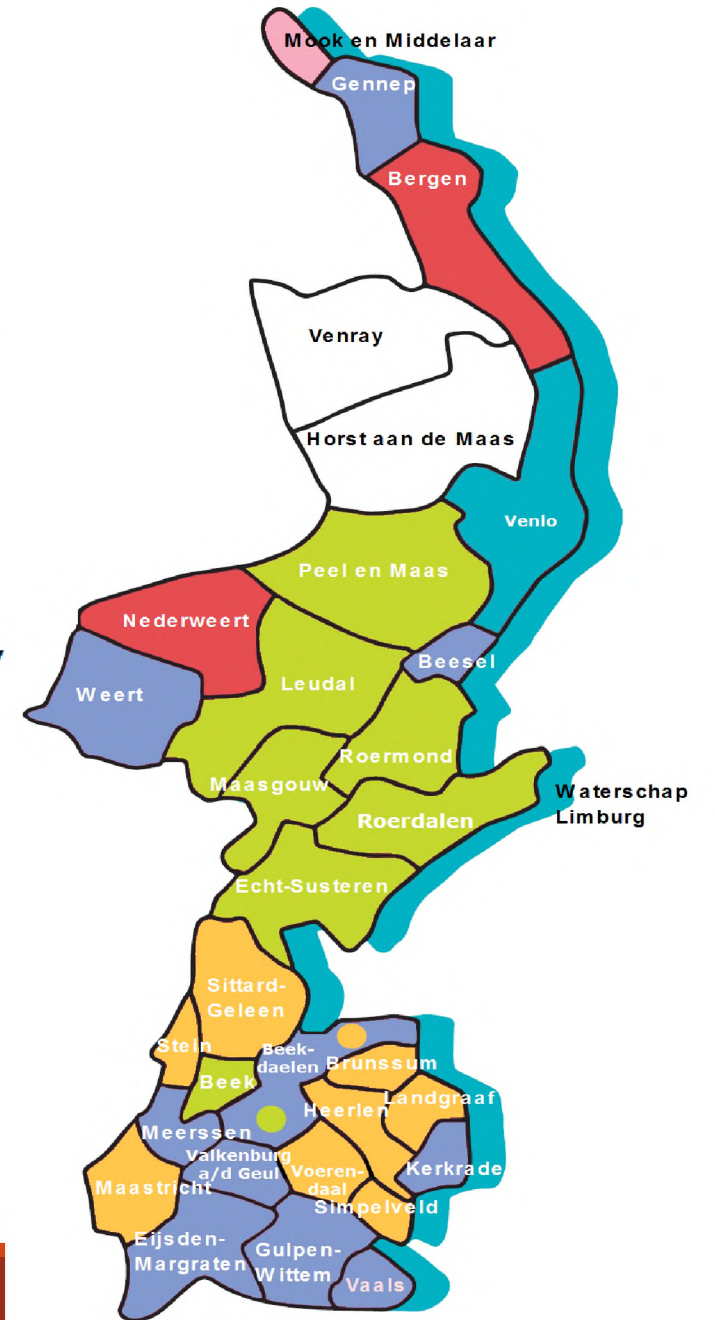 Mook en Middelaar
Gennep
Bergen
Venray
Horst aan de Maas
Venlo
Peel en Maas
Nederweert
Beesel
Leudal
Weert
Roermond
Maasgouw
Waterschap
Limburg
Roerdalen
Echt-Susteren
Sittard-
Geleen
Stein
Beek-
daelen
Brunssum
Beek
Landgraaf
Heerlen
Meerssen
Valkenburg
a/d Geul
Voeren-
daal
Kerkrade
Maastricht
Simpelveld
Eijsden-
Margraten
Gulpen-
Wittem
Vaals